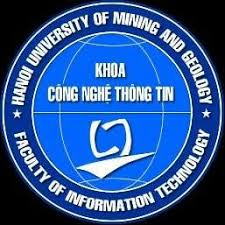 HANOI UNIVERSITY OF MINING AND GEOLOGY
KHOA
CÔNG NGHỆ THÔNG TIN
FACULTY OF INFORMATION TECHNOLOGY